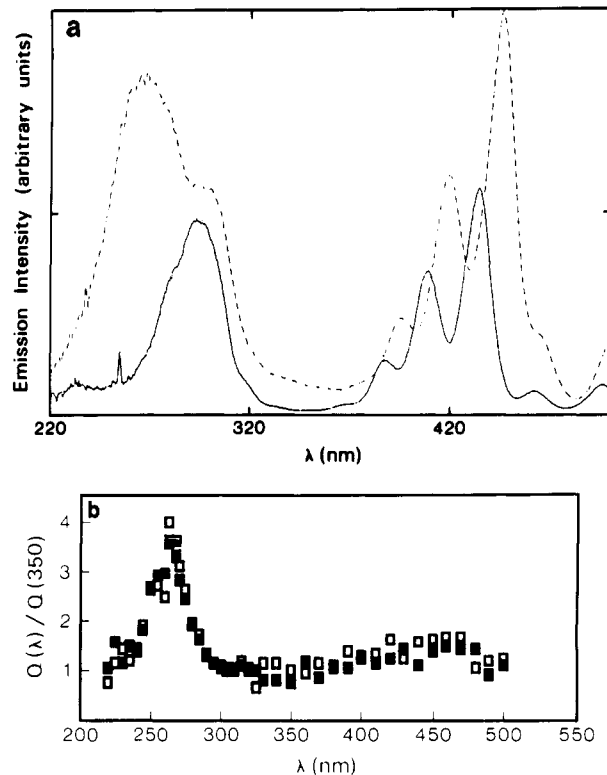 a
Emission Intensity (arbitrary units)
220
320
420
λ (nm)
b
Q (λ) / Q (350)
4
3
2
1
200
250
300
350
400
450
500
550
λ (nm)